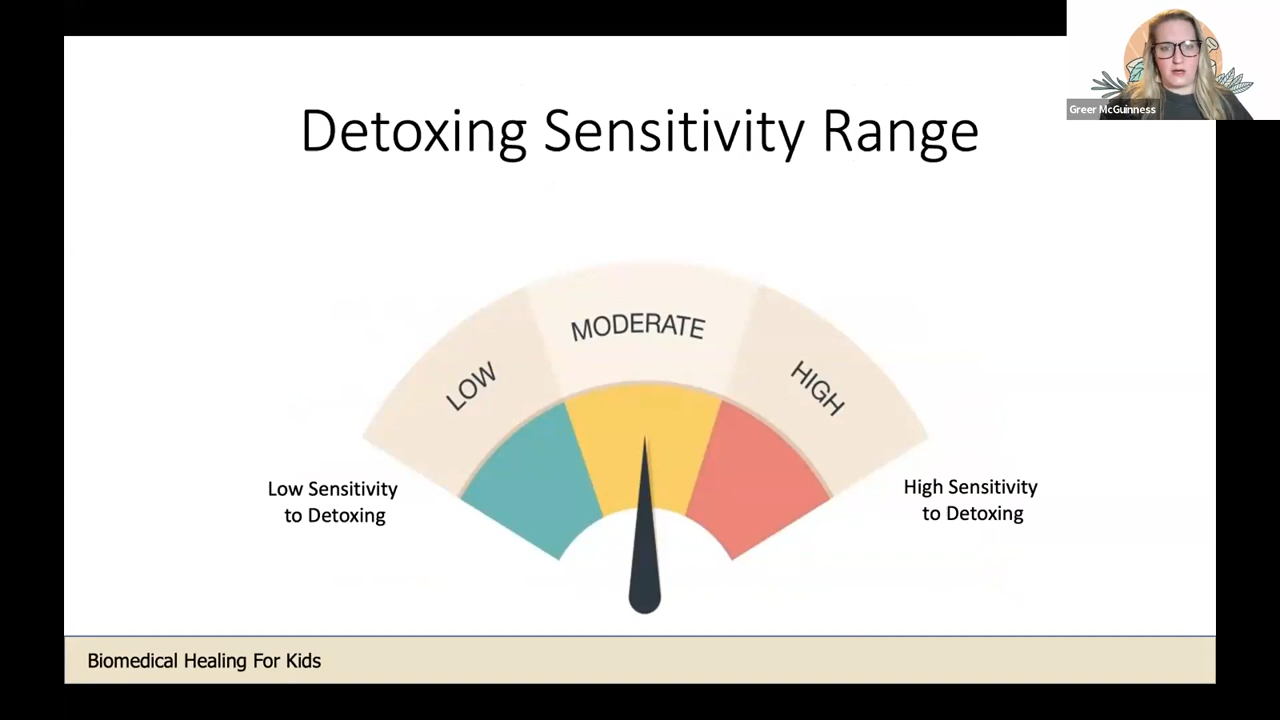 Greer McGuinness
Detoxing Sensitivity Range
LOW
MODERATE
HIGH
Low Sensitivity
to Detoxing
High Sensitivity
to Detoxing
Biomedical Healing For Kids